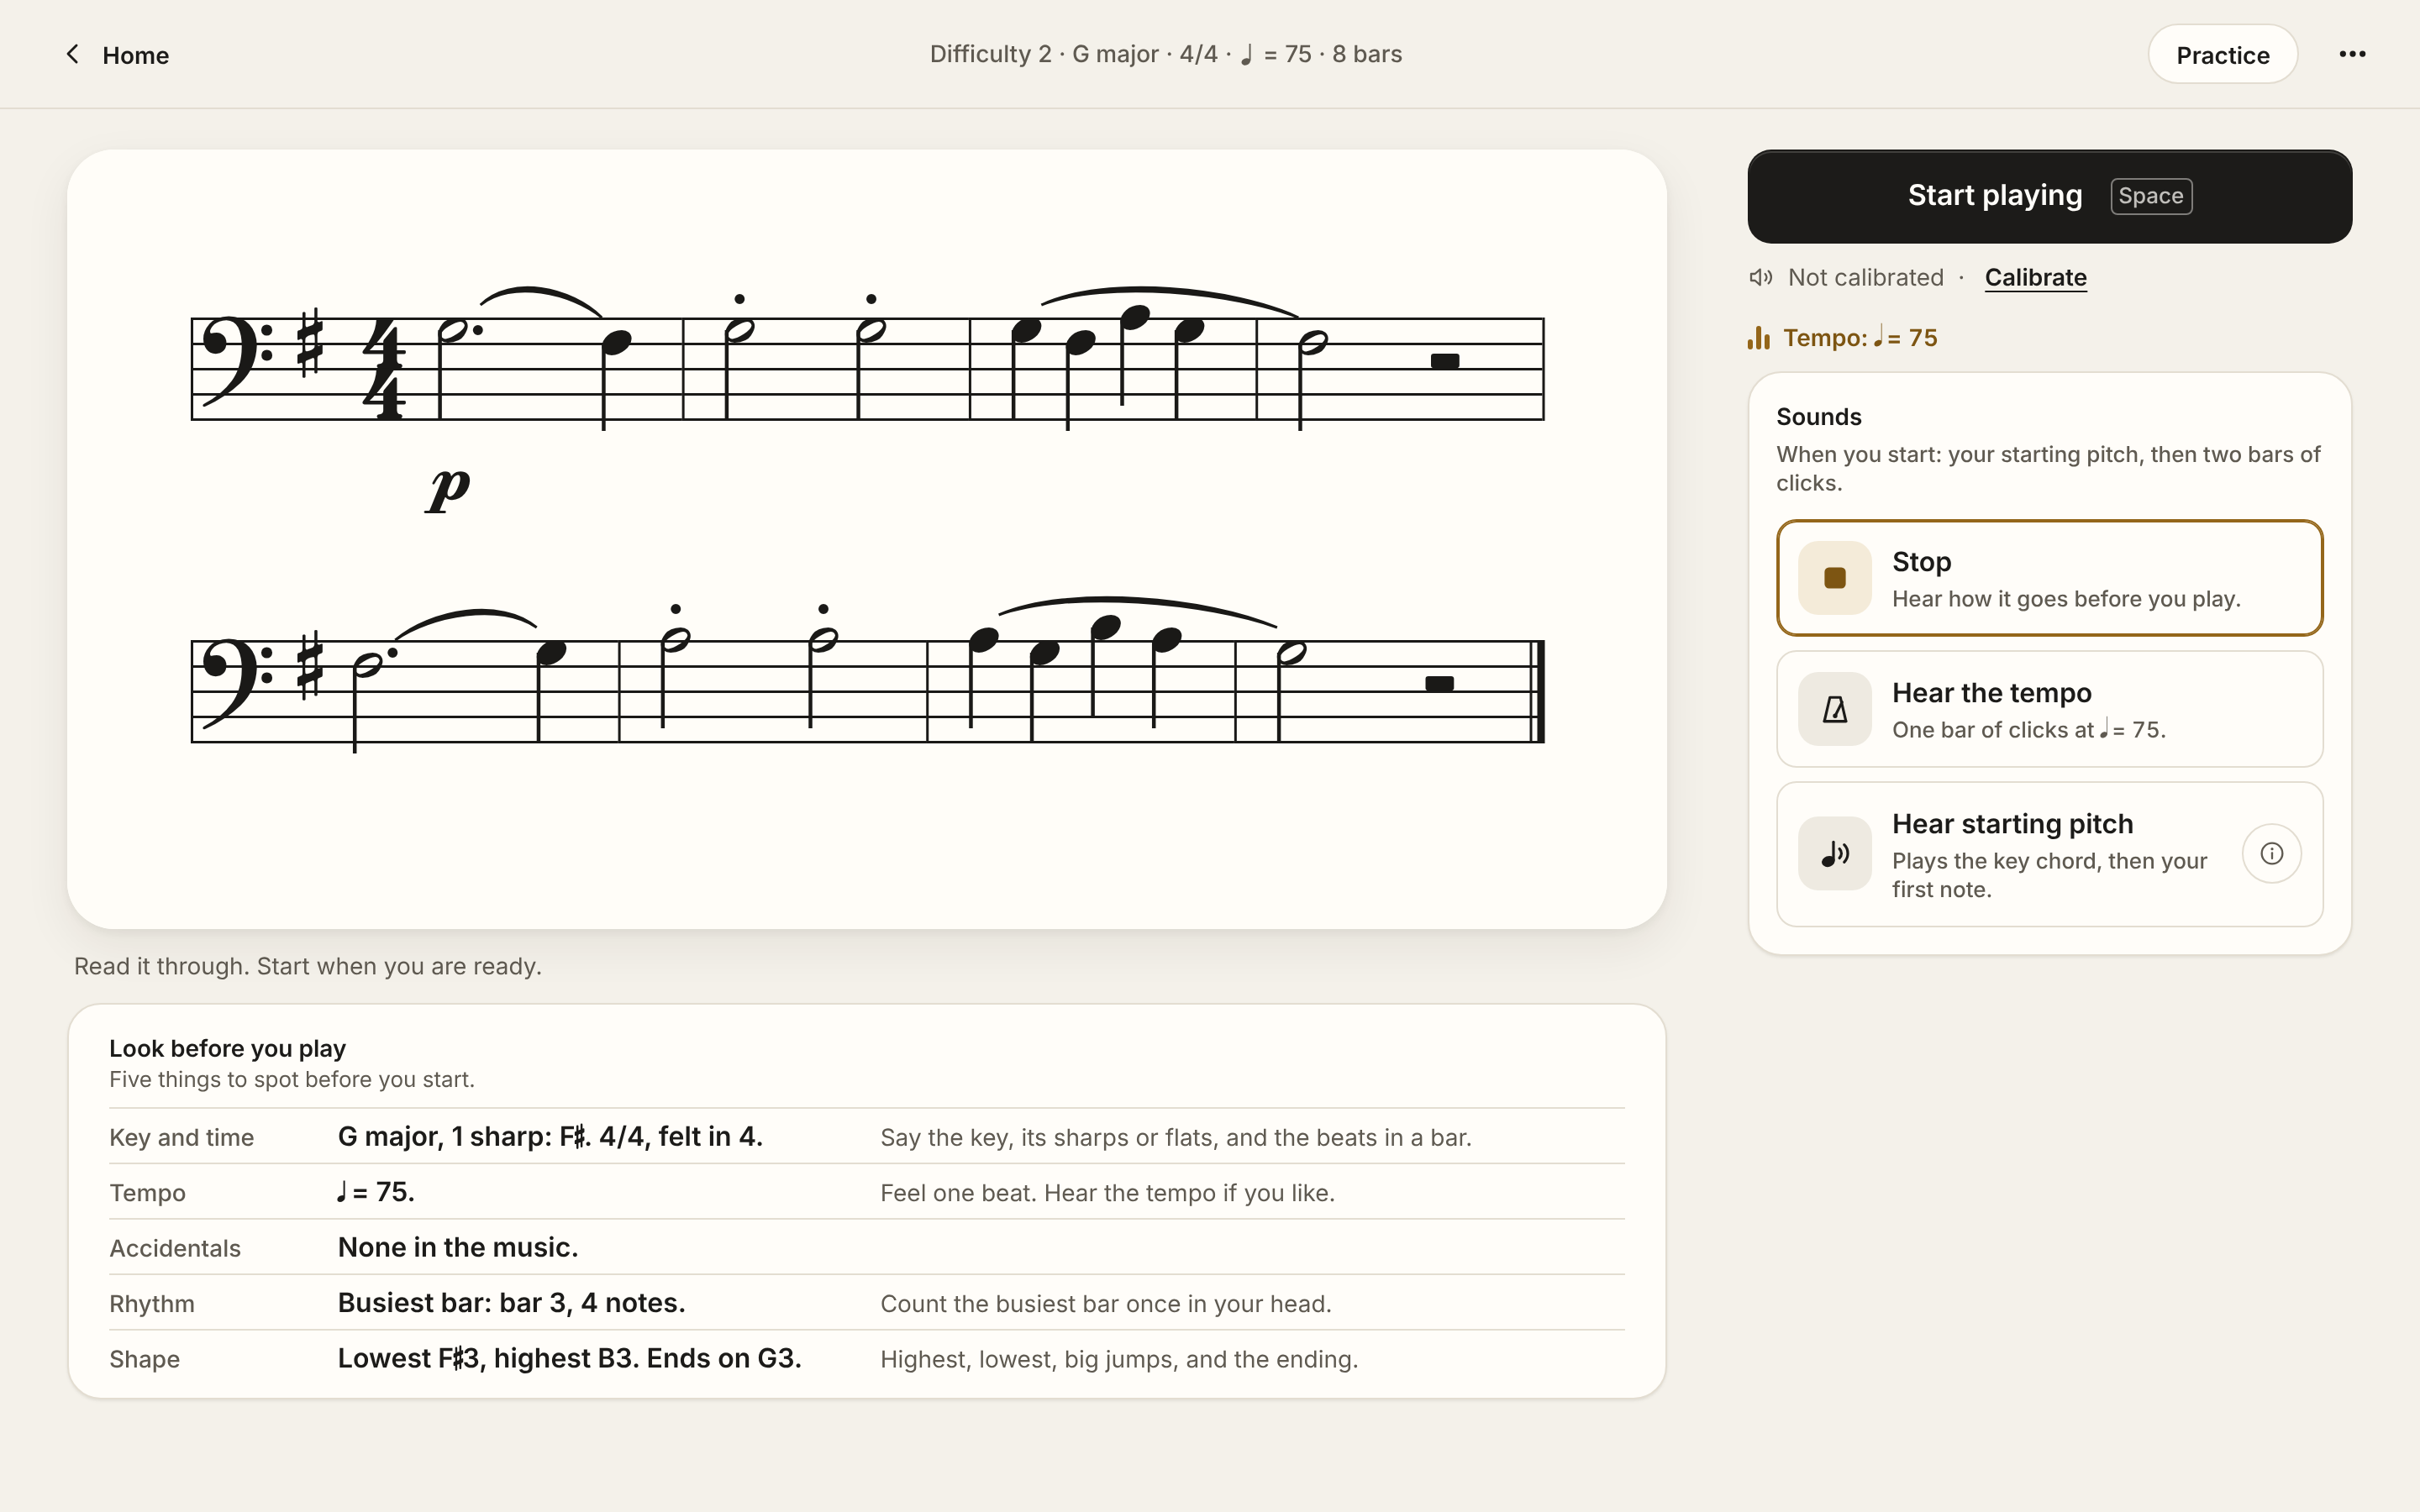 Home
Difficulty 2 · G major · 4/4 · ♩ = 75 · 8 bars
Practice
Start playing Space
Not calibrated · Calibrate
Tempo: ♩ = 75
Sounds
When you start: your starting pitch, then two bars of
clicks.
Stop
Hear how it goes before you play.
Hear the tempo
One bar of clicks at ♩ = 75.
Hear starting pitch
Plays the key chord, then your
first note.
4
4
p
Read it through. Start when you are ready.
Look before you play
Five things to spot before you start.
Key and time G major, 1 sharp: F♯. 4/4, felt in 4. Say the key, its sharps or flats, and the beats in a bar.
Tempo ♩ = 75. Feel one beat. Hear the tempo if you like.
Accidentals None in the music.
Rhythm Busiest bar: bar 3, 4 notes. Count the busiest bar once in your head.
Shape Lowest F♯3, highest B3. Ends on G3. Highest, lowest, big jumps, and the ending.